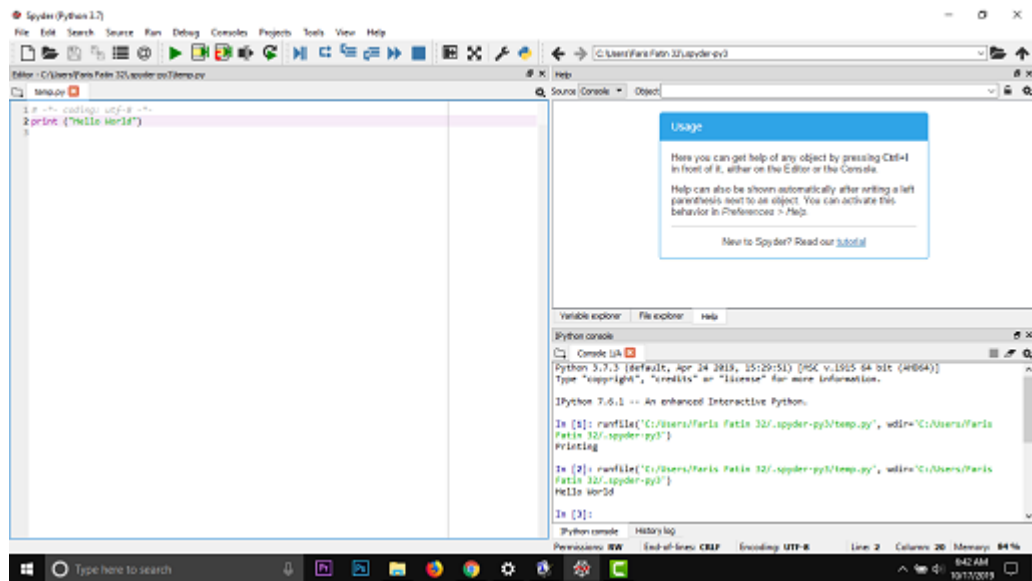 Spyder (Python 3.7)
File Edit Search Source Run Debug Consoles Projects Tools View Help
C:\Users\Faris Fatin 32\.spyder-py3
Editor - C:\Users\Faris Fatin 32\.spyder-py3\temp.py
temp.py
1 # -*- coding: utf-8 -*-
2 print ("Hello World")
3
Help
Source Console Object
Usage
Here you can get help of any object by pressing Ctrl+I
in front of it, either on the Editor or the Console.
Help can also be shown automatically after writing a left
parenthesis next to an object. You can activate this
behavior in Preferences > Help.
New to Spyder? Read our tutorial
Variable explorer File explorer Help
IPython console
Console 1/A
Python 3.7.3 (default, Apr 24 2019, 15:29:51) [MSC v.1915 64 bit (AMD64)]
Type "copyright", "credits" or "license" for more information.
IPython 7.6.1 -- An enhanced Interactive Python.
In [1]: runfile('C:/Users/Faris Fatin 32/.spyder-py3/temp.py', wdir='C:/Users/Faris
Fatin 32/.spyder-py3')
Printing
In [2]: runfile('C:/Users/Faris Fatin 32/.spyder-py3/temp.py', wdir='C:/Users/Faris
Fatin 32/.spyder-py3')
Hello World
In [3]:
IPython console History log
Permissions: RW End-of-lines: CRLF Encoding: UTF-8 Line: 2 Column: 20 Memory: 84 %
Type here to search
Pr
Ps
8:42 AM
10/17/2019